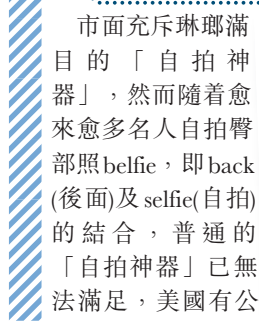 市面充斥琳瑯滿
目的「自拍神
器」，然而隨着愈
來愈多名人自拍臀
部照belfie，即back
(後面)及selfie(自拍)
的結合，普通的
「自拍神器」已無
法滿足，美國有公